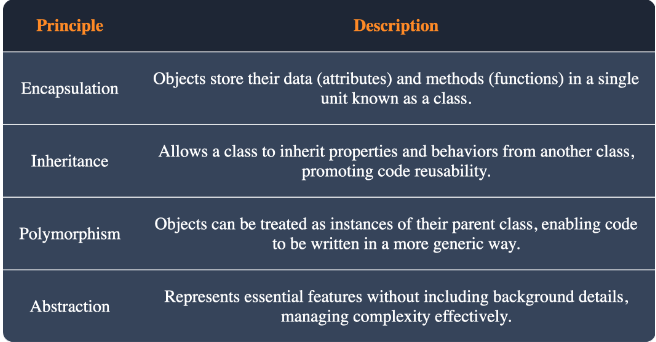 Principle Description
Encapsulation Objects store their data (attributes) and methods (functions) in a single
unit known as a class.
Inheritance Allows a class to inherit properties and behaviors from another class,
promoting code reusability.
Polymorphism Objects can be treated as instances of their parent class, enabling code
to be written in a more generic way.
Abstraction Represents essential features without including background details,
managing complexity effectively.